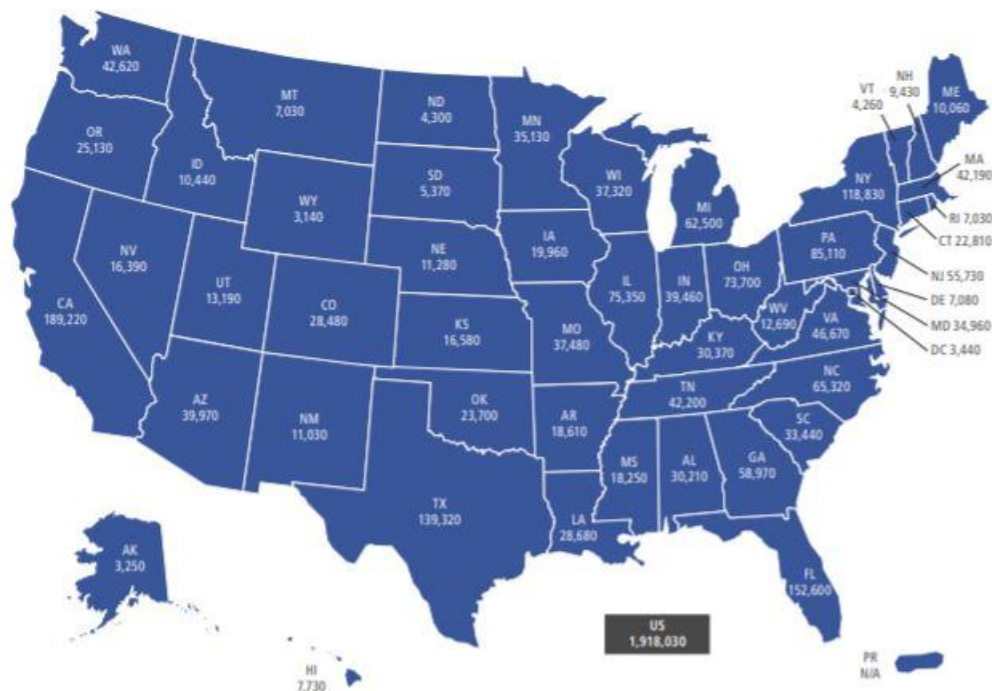 WA
42,620
MT
7,030
ND
4,300
MN
35,130
VT
4,260
NH
9,430
ME
10,060
OR
25,130
ID
10,440
SD
5,370
WI
37,320
MI
62,500
NY
118,830
MA
42,190
RI 7,030
CT 22,810
WY
3,140
NE
11,280
IA
19,960
PA
85,110
NJ 55,730
NV
16,390
UT
13,190
CO
28,480
IL
75,350
IN
39,460
OH
73,700
DE 7,080
CA
189,220
KS
16,580
MO
37,480
KY
30,370
WV
12,690
VA
46,670
MD 34,960
DC 3,440
AZ
39,970
NM
11,030
OK
23,700
AR
18,610
TN
42,200
NC
65,320
SC
33,440
MS
18,250
AL
30,210
GA
58,970
TX
139,320
LA
28,680
FL
152,600
AK
3,250
HI
7,730
US
1,918,030
PR
N/A